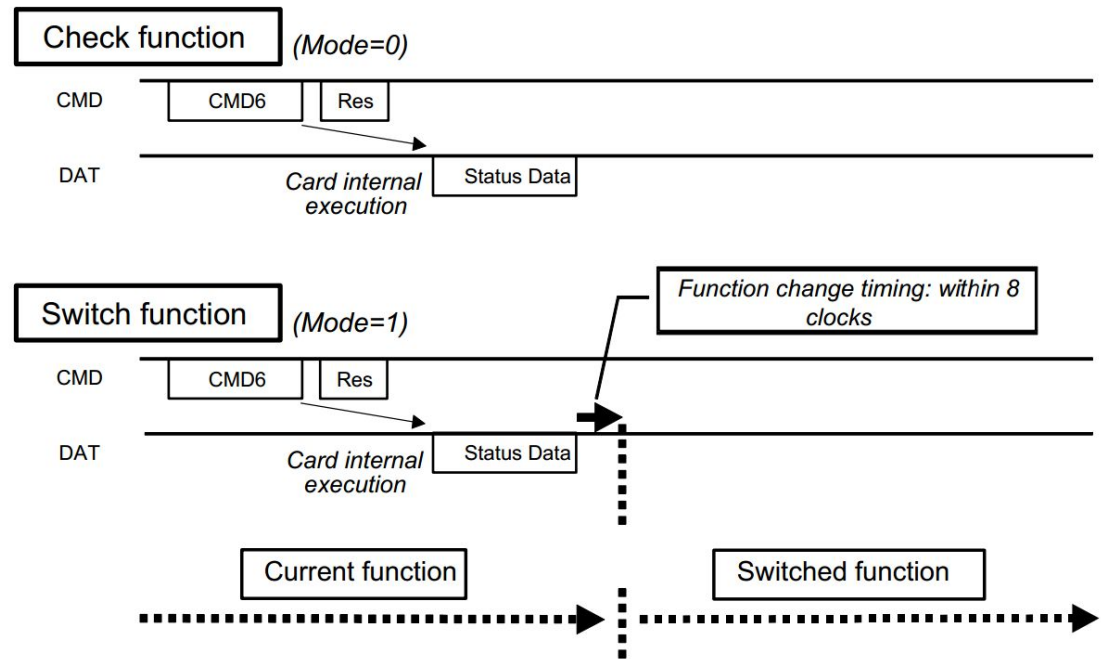 Check function
(Mode=0)
CMD
CMD6
Res
DAT
Card internal
execution
Status Data
Switch function
(Mode=1)
Function change timing: within 8
clocks
CMD
CMD6
Res
DAT
Card internal
execution
Status Data
Current function
Switched function